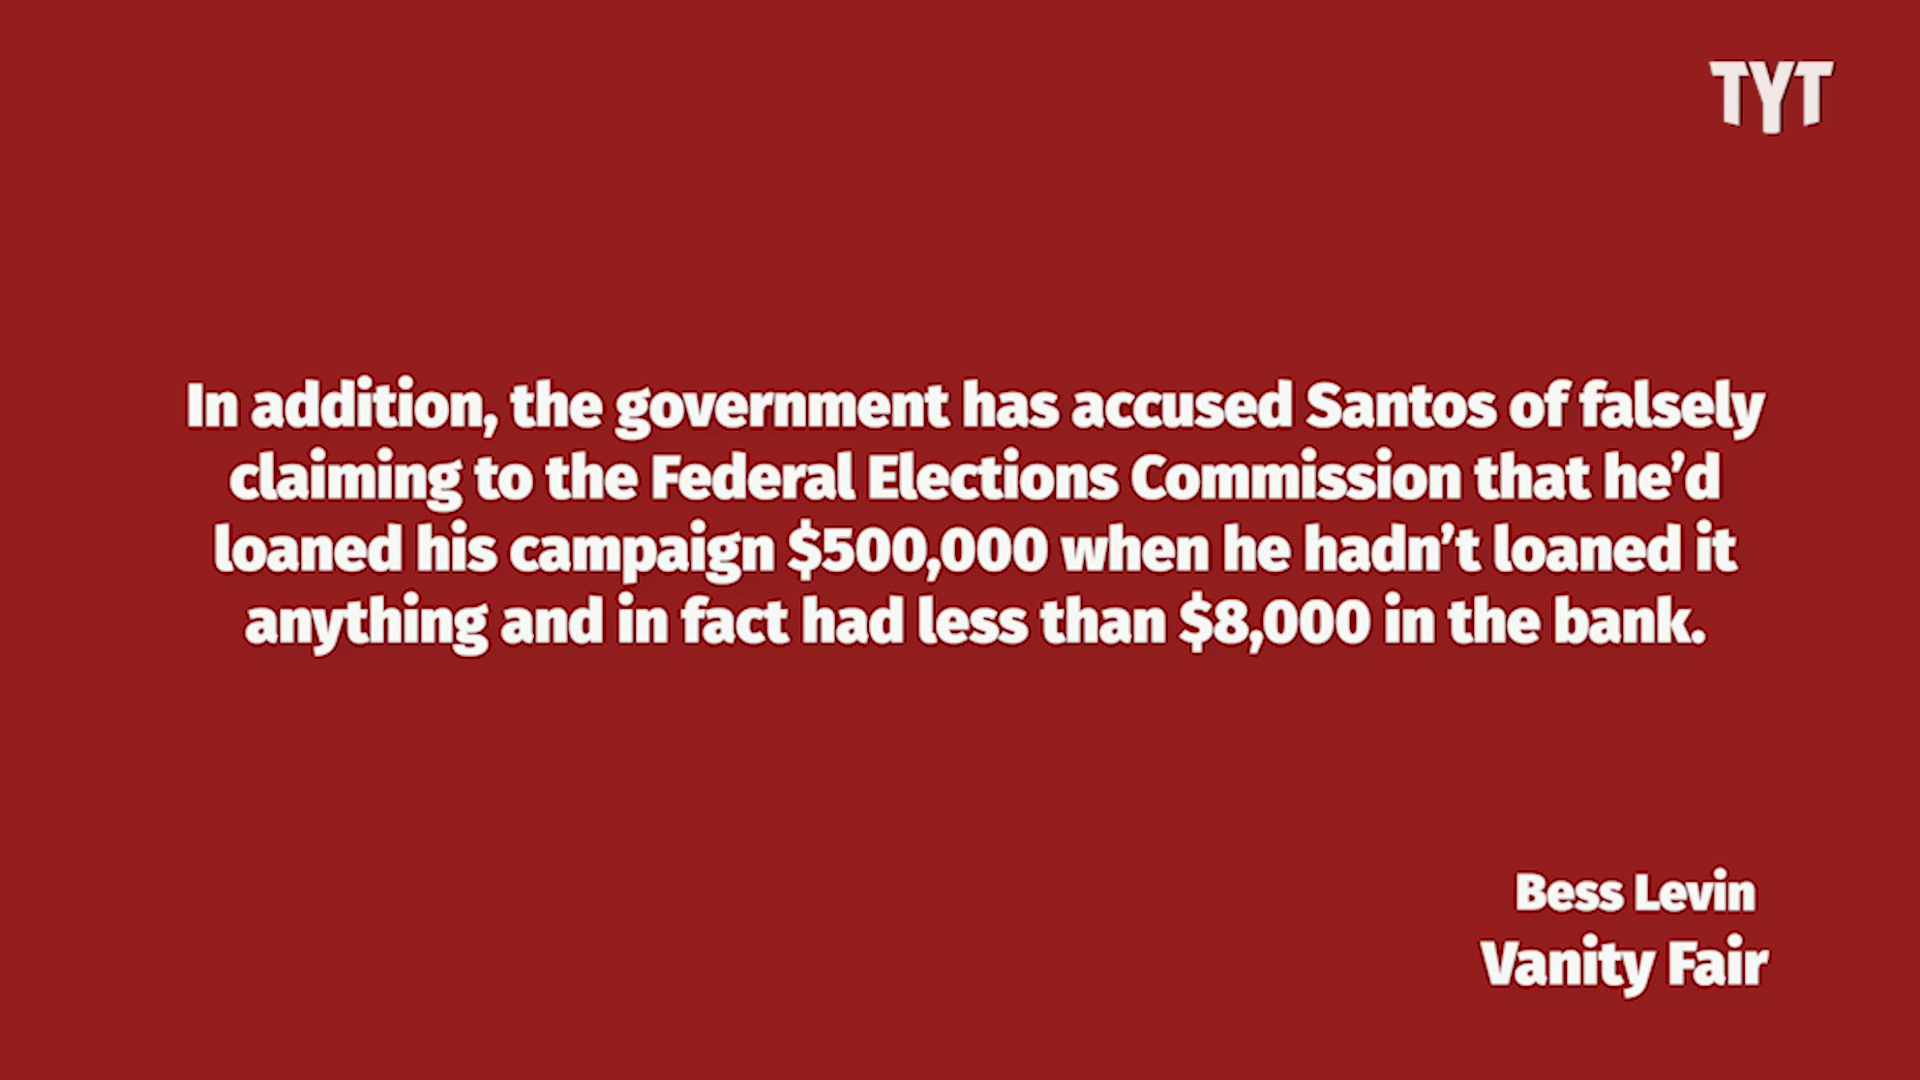 TYT
In addition, the government has accused Santos of falsely
claiming to the Federal Elections Commission that he’d
loaned his campaign $500,000 when he hadn’t loaned it
anything and in fact had less than $8,000 in the bank.
Bess Levin
Vanity Fair